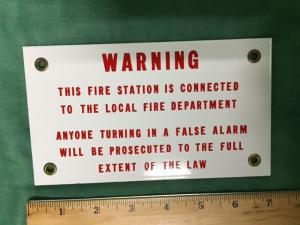 WARNING
THIS FIRE STATION IS CONNECTED
TO THE LOCAL FIRE DEPARTMENT
ANYONE TURNING IN A FALSE ALARM
WILL BE PROSECUTED TO THE FULL
EXTENT OF THE LAW
1 2 3 4 5 6 7